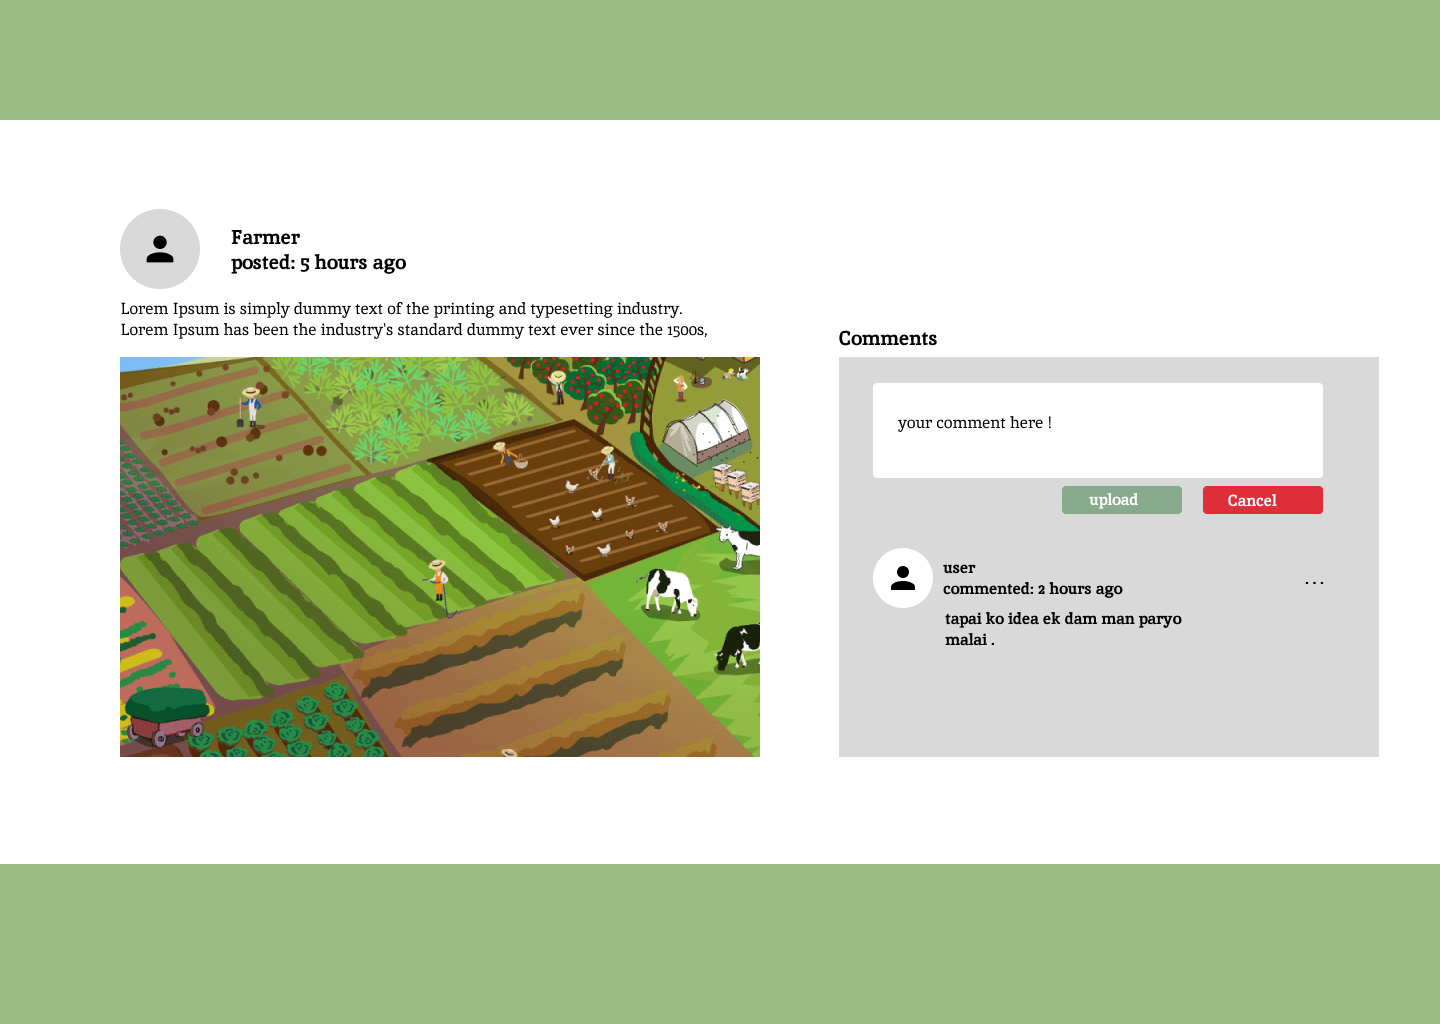 Farmer
posted: 5 hours ago
Lorem Ipsum is simply dummy text of the printing and typesetting industry.
Lorem Ipsum has been the industry's standard dummy text ever since the 1500s,
Comments
your comment here !
upload
Cancel
user
commented: 2 hours ago
...
tapai ko idea ek dam man paryo
malai .